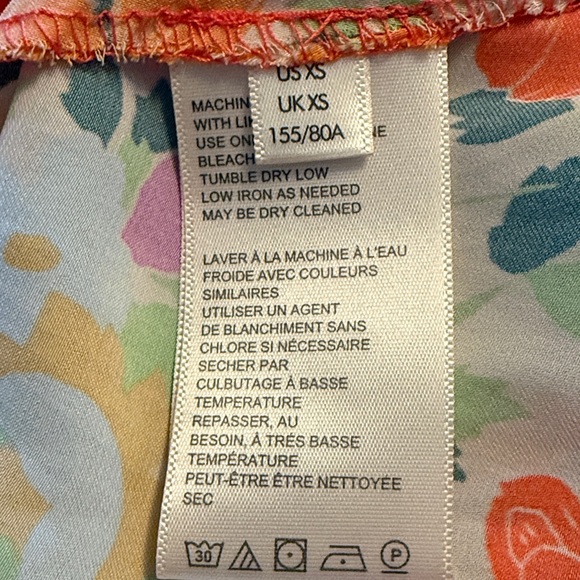 US XS
UK XS
155/80A
MACHIN
WITH LI
USE ON NE
BLEACH
TUMBLE DRY LOW
LOW IRON AS NEEDED
MAY BE DRY CLEANED
LAVER À LA MACHINE À L'EAU
FROIDE AVEC COULEURS
SIMILAIRES
UTILISER UN AGENT
DE BLANCHIMENT SANS
CHLORE SI NÉCESSAIRE
SECHER PAR
CULBUTAGE À BASSE
TEMPERATURE
REPASSER, AU
BESOIN, À TRÉS BASSE
TEMPÉRATURE
PEUT-ÊTRE ÊTRE NETTOYEE
SEC
30 P